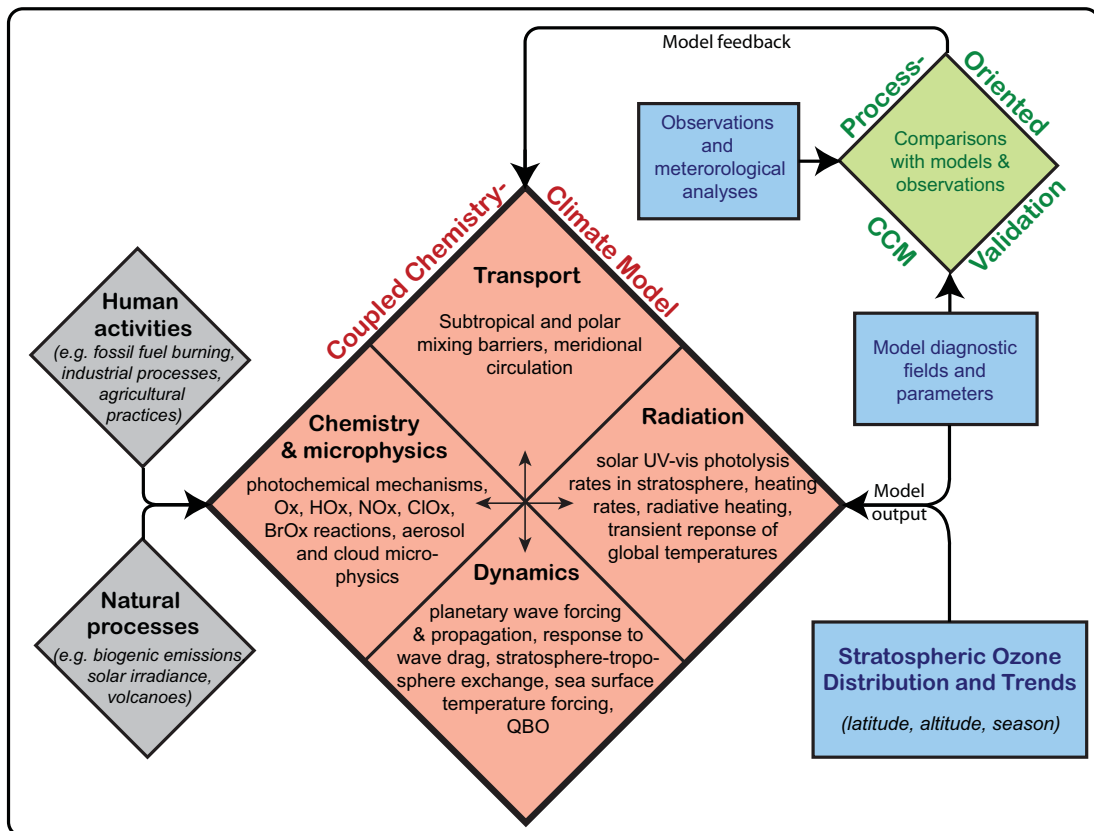 Model feedback
Process-
Oriented
CCM
Validation
Comparisons
with models &
observations
Observations
and
meterorological
analyses
Model diagnostic
fields and
parameters
Model
output
Stratospheric Ozone
Distribution and Trends
(latitude, altitude, season)
Coupled Chemistry-
Climate Model
Transport
Subtropical and polar
mixing barriers, meridional
circulation
Chemistry
& microphysics
photochemical mechanisms,
Ox, HOx, NOx, ClOx,
BrOx reactions, aerosol
and cloud micro-
physics
Radiation
solar UV-vis photolysis
rates in stratosphere, heating
rates, radiative heating,
transient reponse of
global temperatures
Dynamics
planetary wave forcing
& propagation, response to
wave drag, stratosphere-tropo-
sphere exchange, sea surface
temperature forcing,
QBO
Human
activities
(e.g. fossil fuel burning,
industrial processes,
agricultural
practices)
Natural
processes
(e.g. biogenic emissions
solar irradiance,
volcanoes)